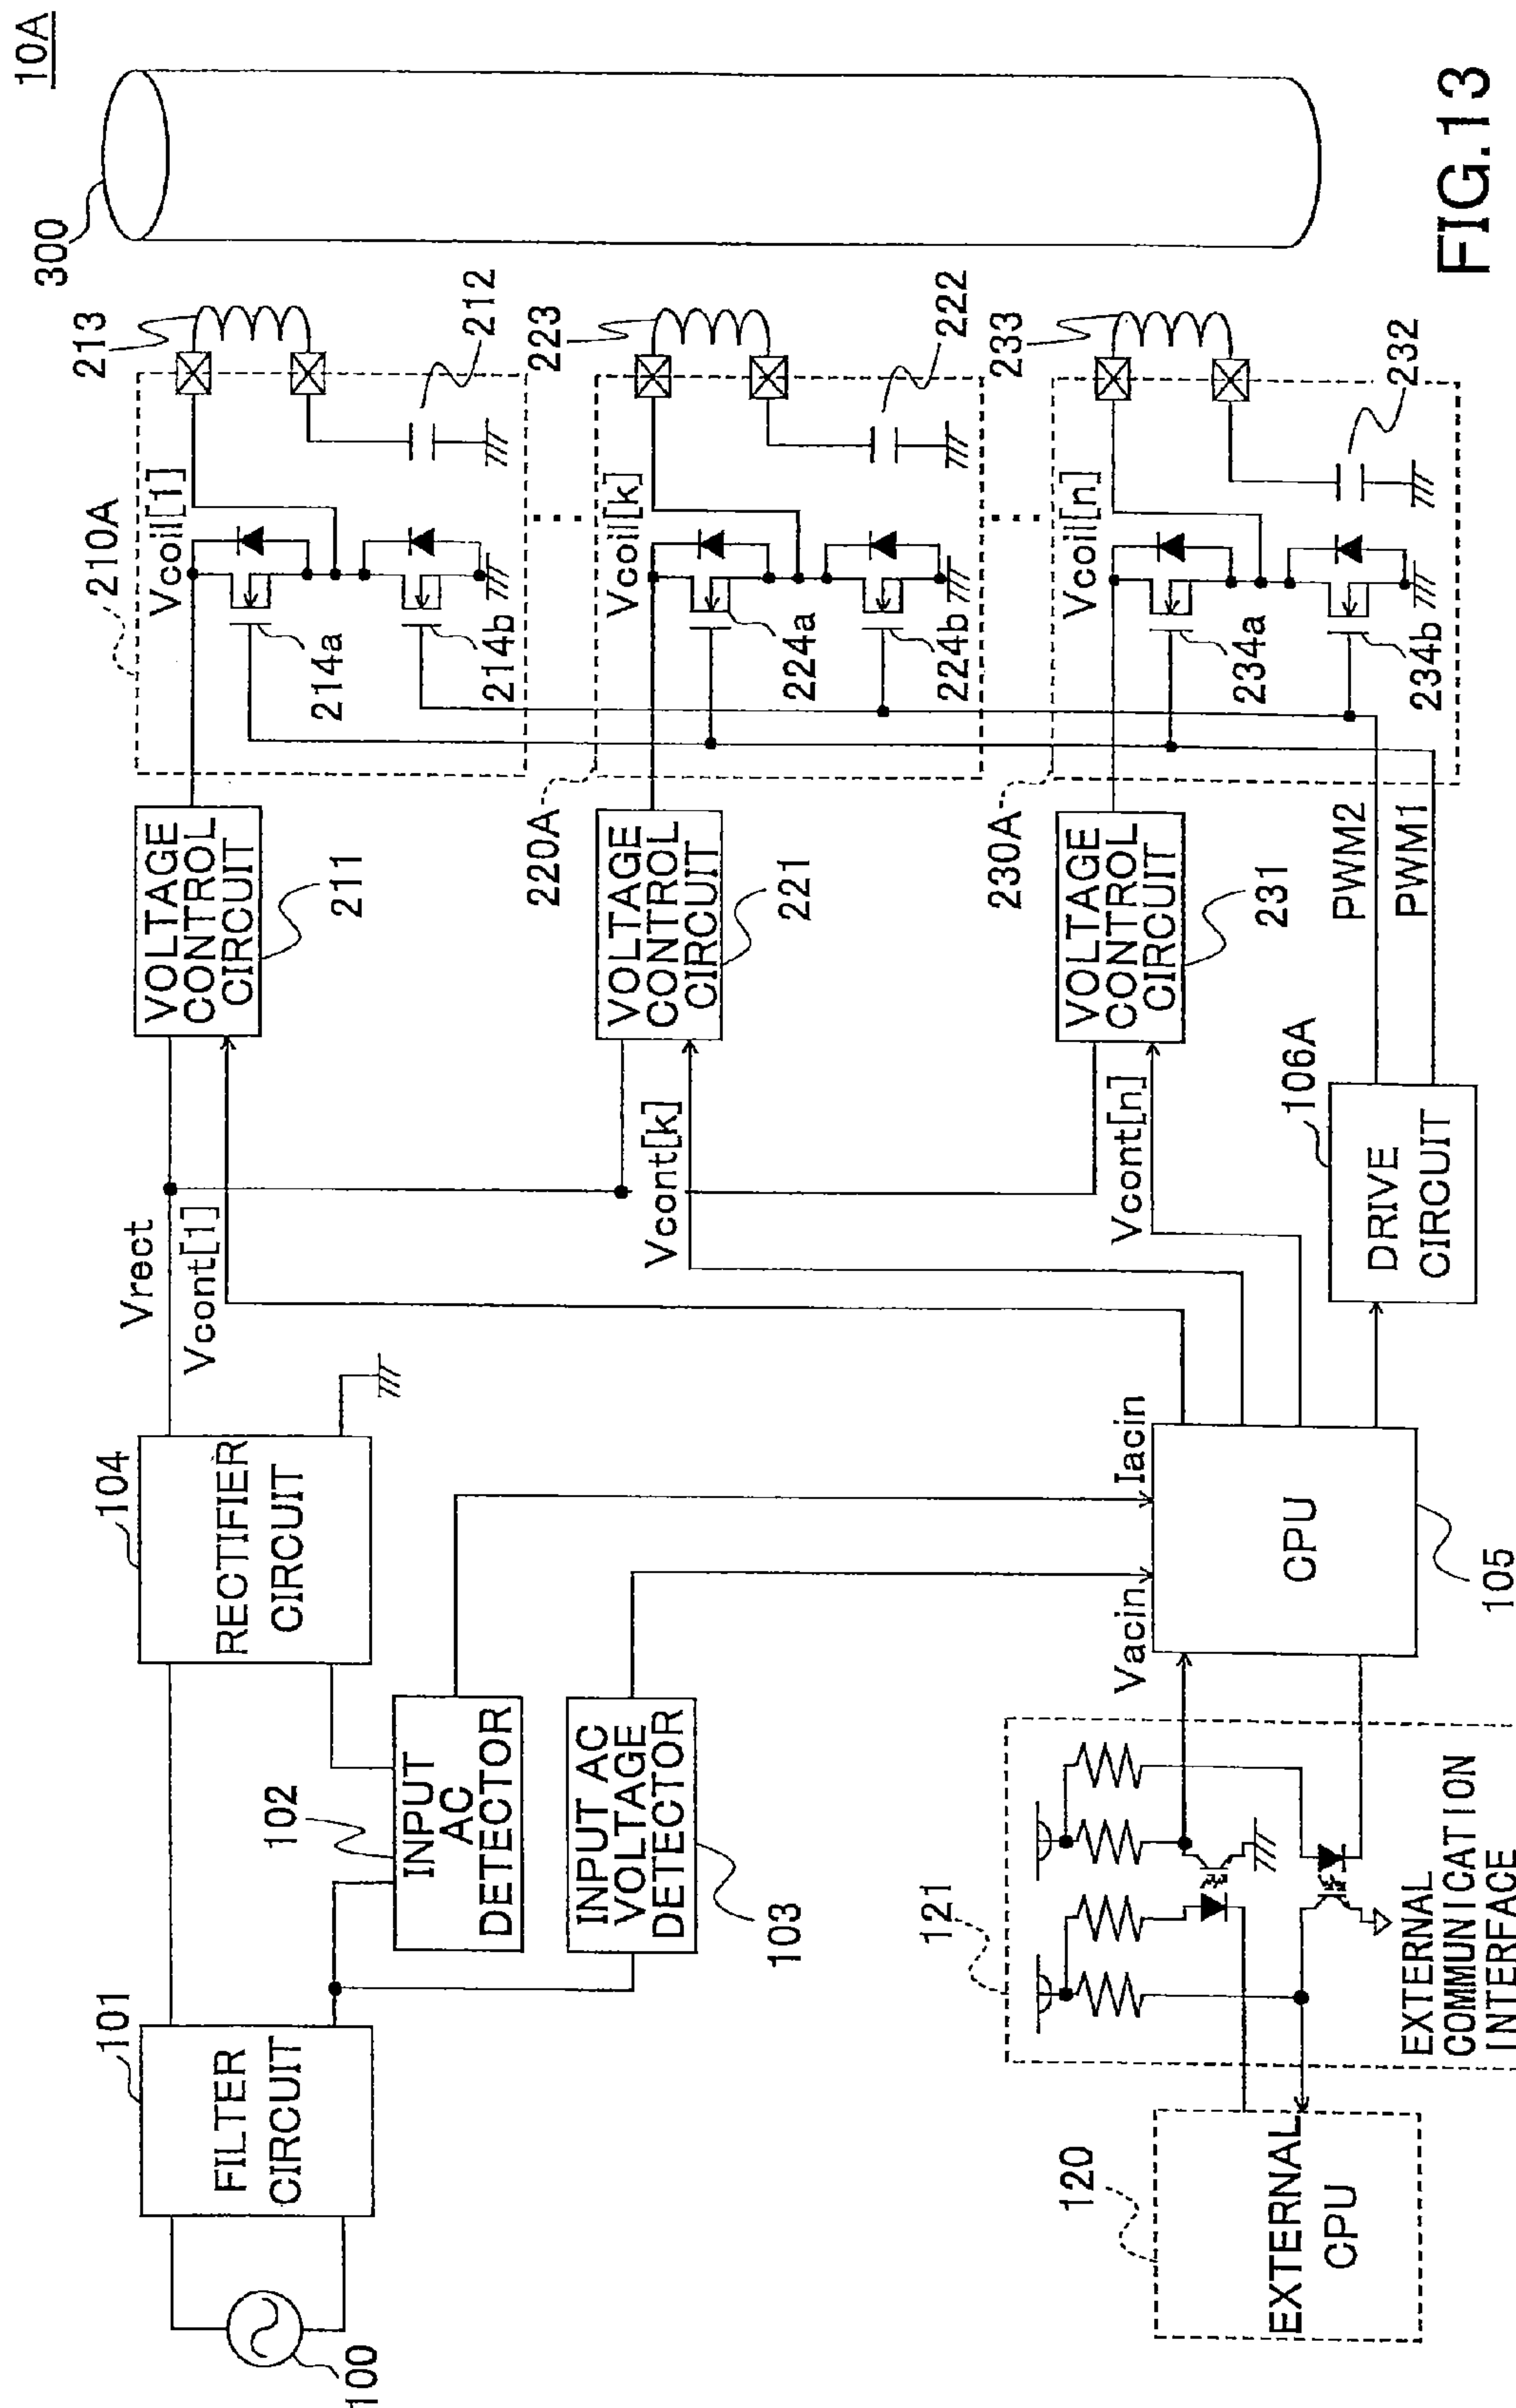 10A
100
101
FILTER
CIRCUIT
102
INPUT
AC
DETECTOR
103
INPUT AC
VOLTAGE
DETECTOR
104
RECTIFIER
CIRCUIT
Vrect
Vcont[1]
Vcont[k]
Vcont[n]
VOLTAGE
CONTROL
CIRCUIT
211
VOLTAGE
CONTROL
CIRCUIT
221
VOLTAGE
CONTROL
CIRCUIT
231
210A
Vcoil[1]
214a
214b
213
212
220A
Vcoil[k]
224a
224b
223
222
230A
Vcoil[n]
234a
234b
233
232
300
120
EXTERNAL
CPU
121
EXTERNAL
COMMUNICATION
INTERFACE
Vacin
Iacin
CPU
105
106A
DRIVE
CIRCUIT
PWM2
PWM1
FIG.13